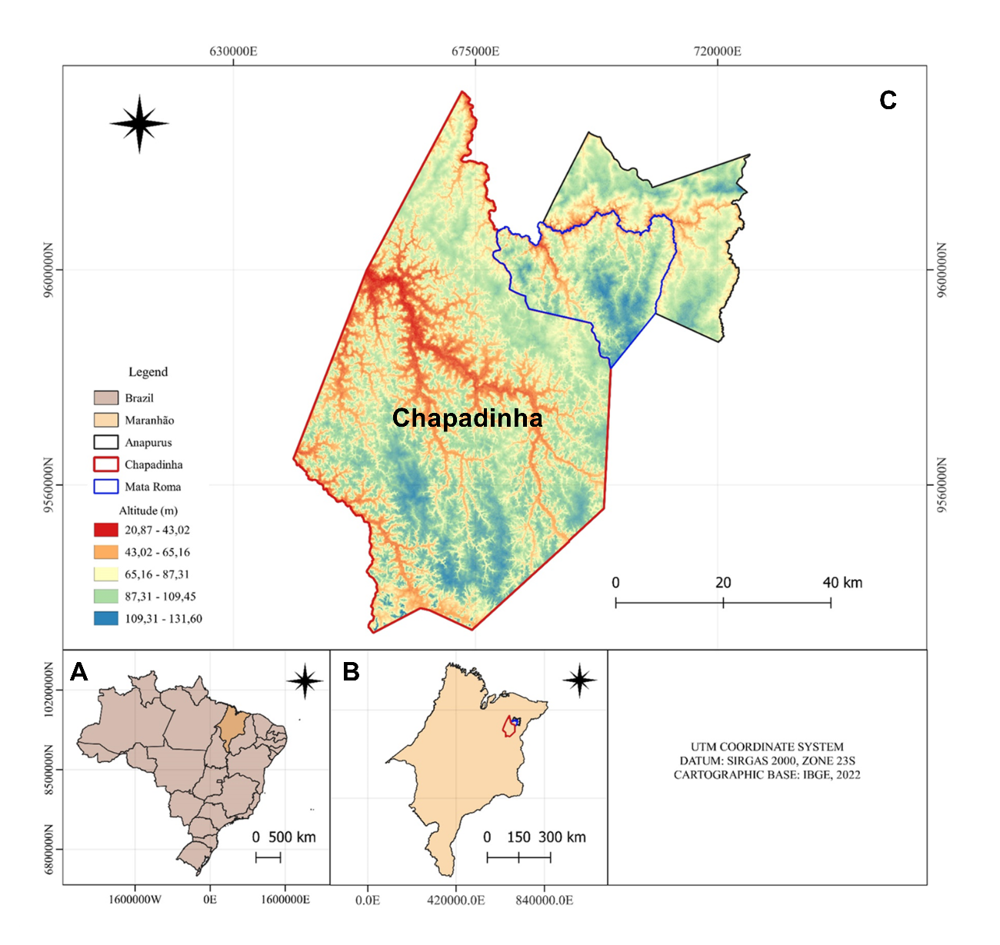 630000E
675000E
720000E
C
9600000N
9600000N
Chapadinha
9560000N
9560000N
Legend
Brazil
Maranhão
Anapurus
Chapadinha
Mata Roma
Altitude (m)
20,87 - 43,02
43,02 - 65,16
65,16 - 87,31
87,31 - 109,45
109,31 - 131,60
0 20 40 km
A
10200000N
8500000N
6800000N
0 500 km
1600000W
0E
1600000E
B
0 150 300 km
0.0E
420000.0E
840000.0E
UTM COORDINATE SYSTEM
DATUM: SIRGAS 2000, ZONE 23S
CARTOGRAPHIC BASE: IBGE, 2022